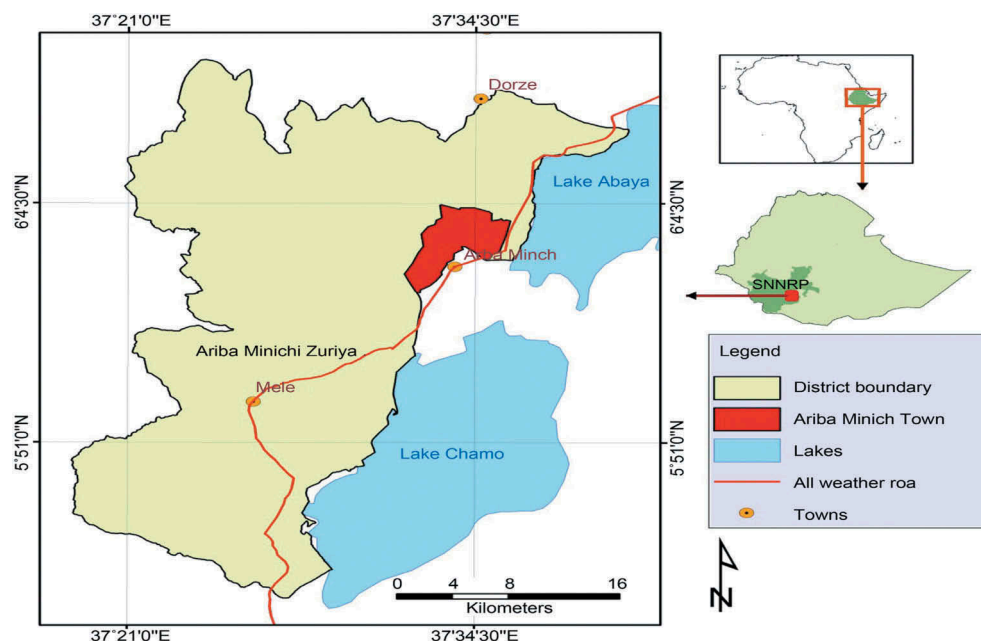 37°21'0"E
37°34'30"E
Dorze
Lake Abaya
6°4'30"N
6°4'30"N
Arba Minch
SNNRP
Ariba Minichi Zuriya
Mele
Lake Chamo
5°51'0"N
5°51'0"N
Legend
District boundary
Ariba Minich Town
Lakes
All weather roa
Towns
0 4 8 16
Kilometers
N
37°21'0"E
37°34'30"E